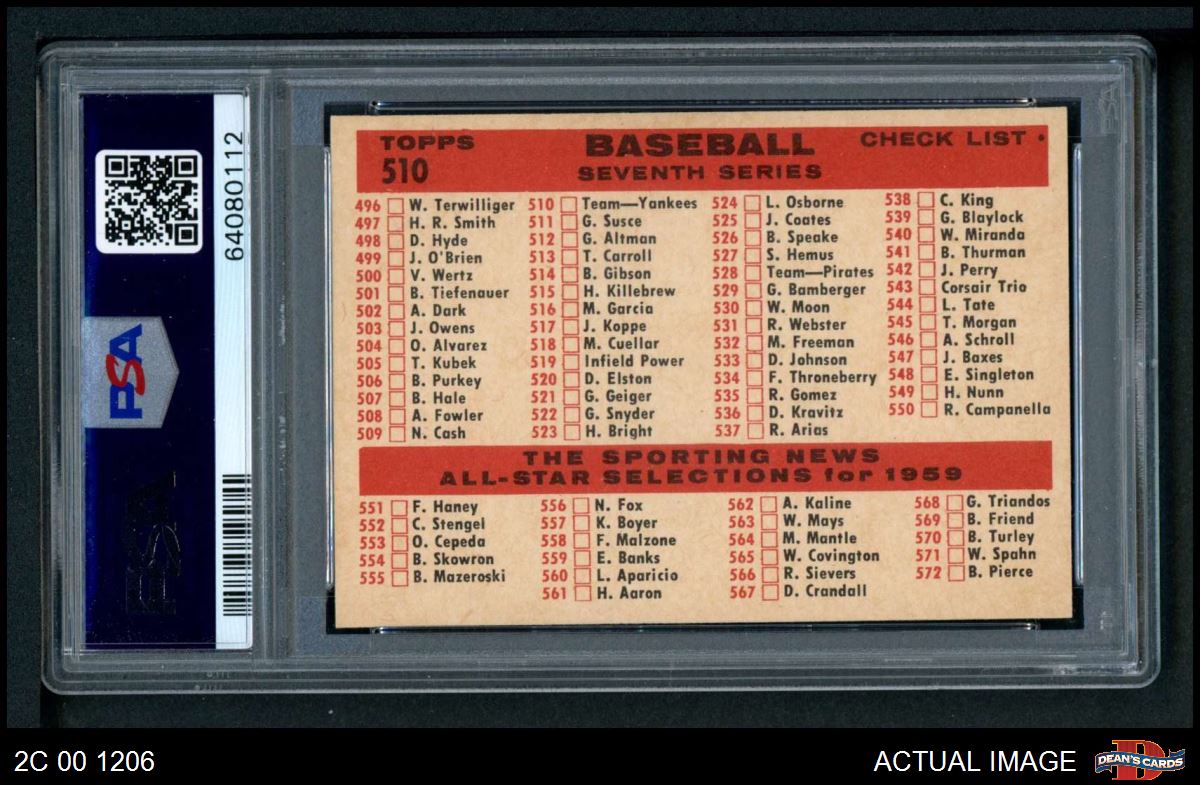 64080112
PSA
TOPPS
510
BASEBALL
SEVENTH SERIES
CHECK LIST
496 W. Terwilliger
497 H. R. Smith
498 D. Hyde
499 J. O'Brien
500 V. Wertz
501 B. Tiefenauer
502 A. Dark
503 J. Owens
504 O. Alvarez
505 T. Kubek
506 B. Purkey
507 B. Hale
508 A. Fowler
509 N. Cash
510 Team—Yankees
511 G. Susce
512 G. Altman
513 T. Carroll
514 B. Gibson
515 H. Killebrew
516 M. Garcia
517 J. Koppe
518 M. Cuellar
519 Infield Power
520 D. Elston
521 G. Geiger
522 G. Snyder
523 H. Bright
524 L. Osborne
525 J. Coates
526 B. Speake
527 S. Hemus
528 Team—Pirates
529 G. Bamberger
530 W. Moon
531 R. Webster
532 M. Freeman
533 D. Johnson
534 F. Throneberry
535 R. Gomez
536 D. Kravitz
537 R. Arias
538 C. King
539 G. Blaylock
540 W. Miranda
541 B. Thurman
542 J. Perry
543 Corsair Trio
544 L. Tate
545 T. Morgan
546 A. Schroll
547 J. Baxes
548 E. Singleton
549 H. Nunn
550 R. Campanella
THE SPORTING NEWS
ALL-STAR SELECTIONS for 1959
551 F. Haney
552 C. Stengel
553 O. Cepeda
554 B. Skowron
555 B. Mazeroski
556 N. Fox
557 K. Boyer
558 F. Malzone
559 E. Banks
560 L. Aparicio
561 H. Aaron
562 A. Kaline
563 W. Mays
564 M. Mantle
565 W. Covington
566 R. Sievers
567 D. Crandall
568 G. Triandos
569 B. Friend
570 B. Turley
571 W. Spahn
572 B. Pierce
PSA
2C 00 1206
ACTUAL IMAGE
DEAN'S CARDS